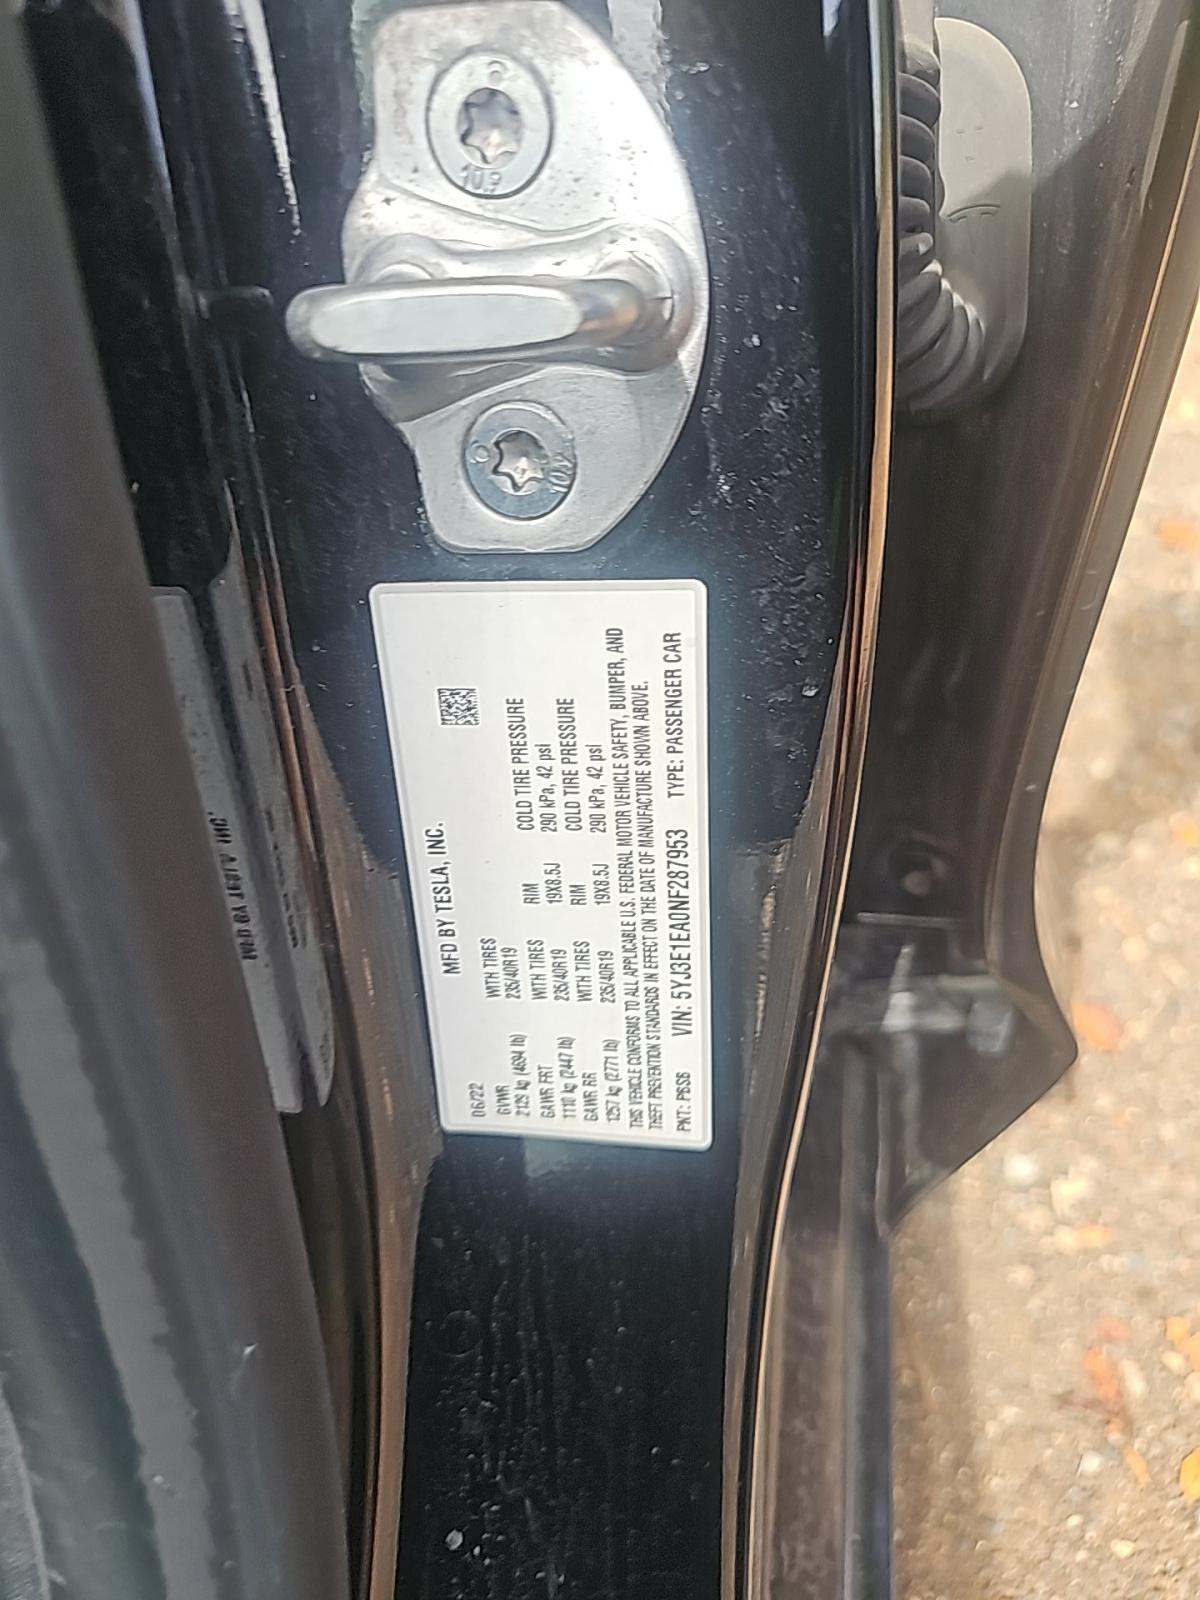 10.9
10.9
MFD BY TESLA, INC.
06/22
GVWR WITH TIRES RIM COLD TIRE PRESSURE
2129 kg (4694 lb) 235/40R19 19X8.5J 290 kPa, 42 psi
GAWR FRT WITH TIRES RIM COLD TIRE PRESSURE
1110 kg (2447 lb) 235/40R19 19X8.5J 290 kPa, 42 psi
GAWR RR WITH TIRES
1257 kg (2771 lb) 235/40R19
THIS VEHICLE CONFORMS TO ALL APPLICABLE U.S. FEDERAL MOTOR VEHICLE SAFETY, BUMPER, AND
THEFT PREVENTION STANDARDS IN EFFECT ON THE DATE OF MANUFACTURE SHOWN ABOVE.
PNT: PBSB VIN: 5YJ3E1EA0NF287953 TYPE: PASSENGER CAR